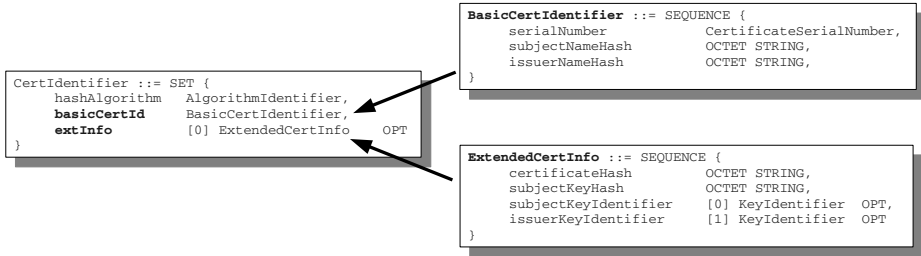 BasicCertIdentifier ::= SEQUENCE {
serialNumber CertificateSerialNumber,
subjectNameHash OCTET STRING,
issuerNameHash OCTET STRING,
}
CertIdentifier ::= SET {
hashAlgorithm AlgorithmIdentifier,
basicCertId BasicCertIdentifier,
extInfo [0] ExtendedCertInfo OPT
}
ExtendedCertInfo ::= SEQUENCE {
certificateHash OCTET STRING,
subjectKeyHash OCTET STRING,
subjectKeyIdentifier [0] KeyIdentifier OPT,
issuerKeyIdentifier [1] KeyIdentifier OPT
}